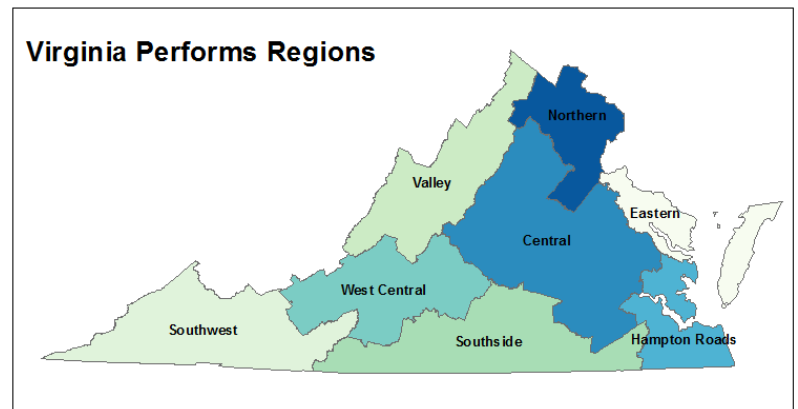 Virginia Performs Regions
Northern
Valley
Eastern
Central
West Central
Southwest
Southside
Hampton Roads